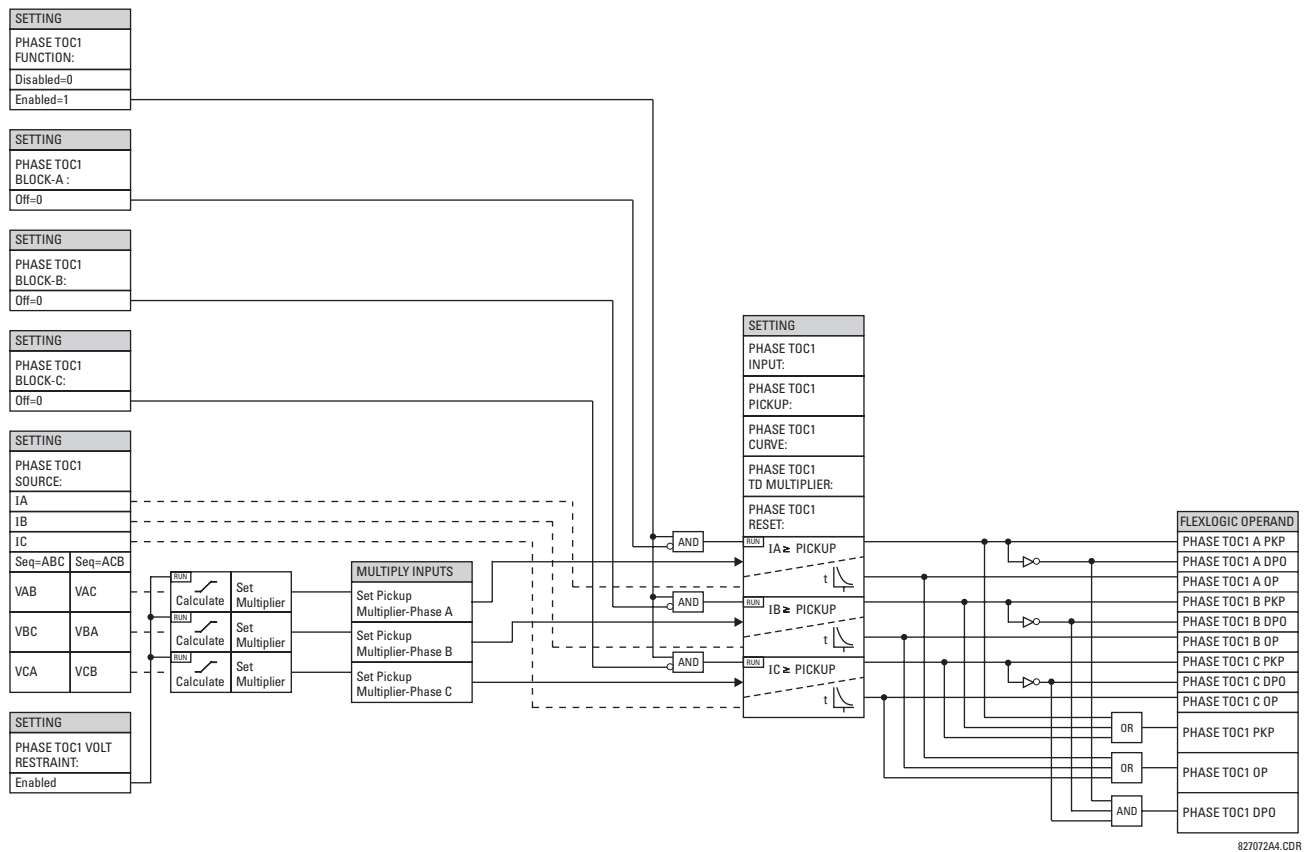 SETTING
PHASE TOC1
FUNCTION:
Disabled=0
Enabled=1
SETTING
PHASE TOC1
BLOCK-A :
Off=0
SETTING
PHASE TOC1
BLOCK-B:
Off=0
SETTING
PHASE TOC1
BLOCK-C:
Off=0
SETTING
PHASE TOC1
SOURCE:
IA
IB
IC
Seq=ABC Seq=ACB
VAB VAC
VBC VBA
VCA VCB
SETTING
PHASE TOC1 VOLT
RESTRAINT:
Enabled
RUN
Calculate
Set
Multiplier
RUN
Calculate
Set
Multiplier
RUN
Calculate
Set
Multiplier
MULTIPLY INPUTS
Set Pickup
Multiplier-Phase A
Set Pickup
Multiplier-Phase B
Set Pickup
Multiplier-Phase C
AND
AND
AND
SETTING
PHASE TOC1
INPUT:
PHASE TOC1
PICKUP:
PHASE TOC1
CURVE:
PHASE TOC1
TD MULTIPLIER:
PHASE TOC1
RESET:
RUN IA ≥ PICKUP
t
RUN IB ≥ PICKUP
t
RUN IC ≥ PICKUP
t
OR
OR
AND
FLEXLOGIC OPERAND
PHASE TOC1 A PKP
PHASE TOC1 A DPO
PHASE TOC1 A OP
PHASE TOC1 B PKP
PHASE TOC1 B DPO
PHASE TOC1 B OP
PHASE TOC1 C PKP
PHASE TOC1 C DPO
PHASE TOC1 C OP
PHASE TOC1 PKP
PHASE TOC1 OP
PHASE TOC1 DPO
827072A4.CDR